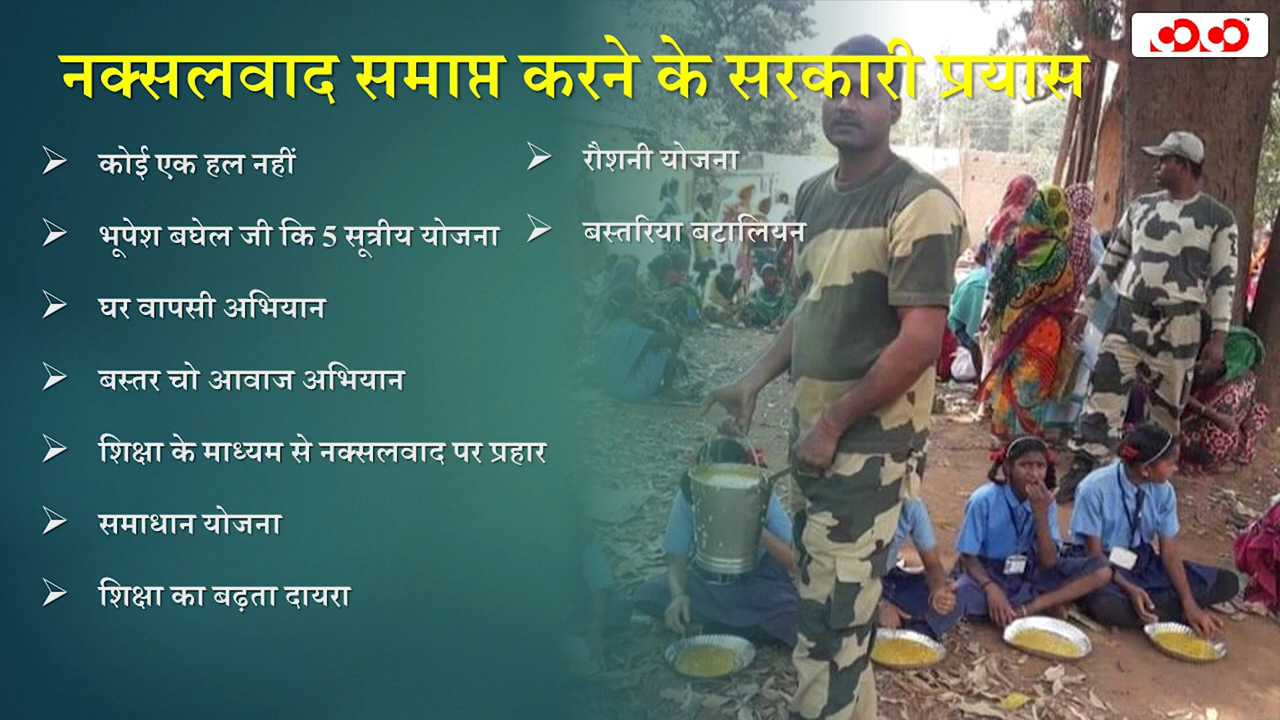 नक्सलवाद समाप्त करने के सरकारी प्रयास
कोई एक हल नहीं
भूपेश बघेल जी कि 5 सूत्रीय योजना
घर वापसी अभियान
बस्तर चो आवाज अभियान
शिक्षा के माध्यम से नक्सलवाद पर प्रहार
समाधान योजना
शिक्षा का बढ़ता दायरा
रौशनी योजना
बस्तरिया बटालियन